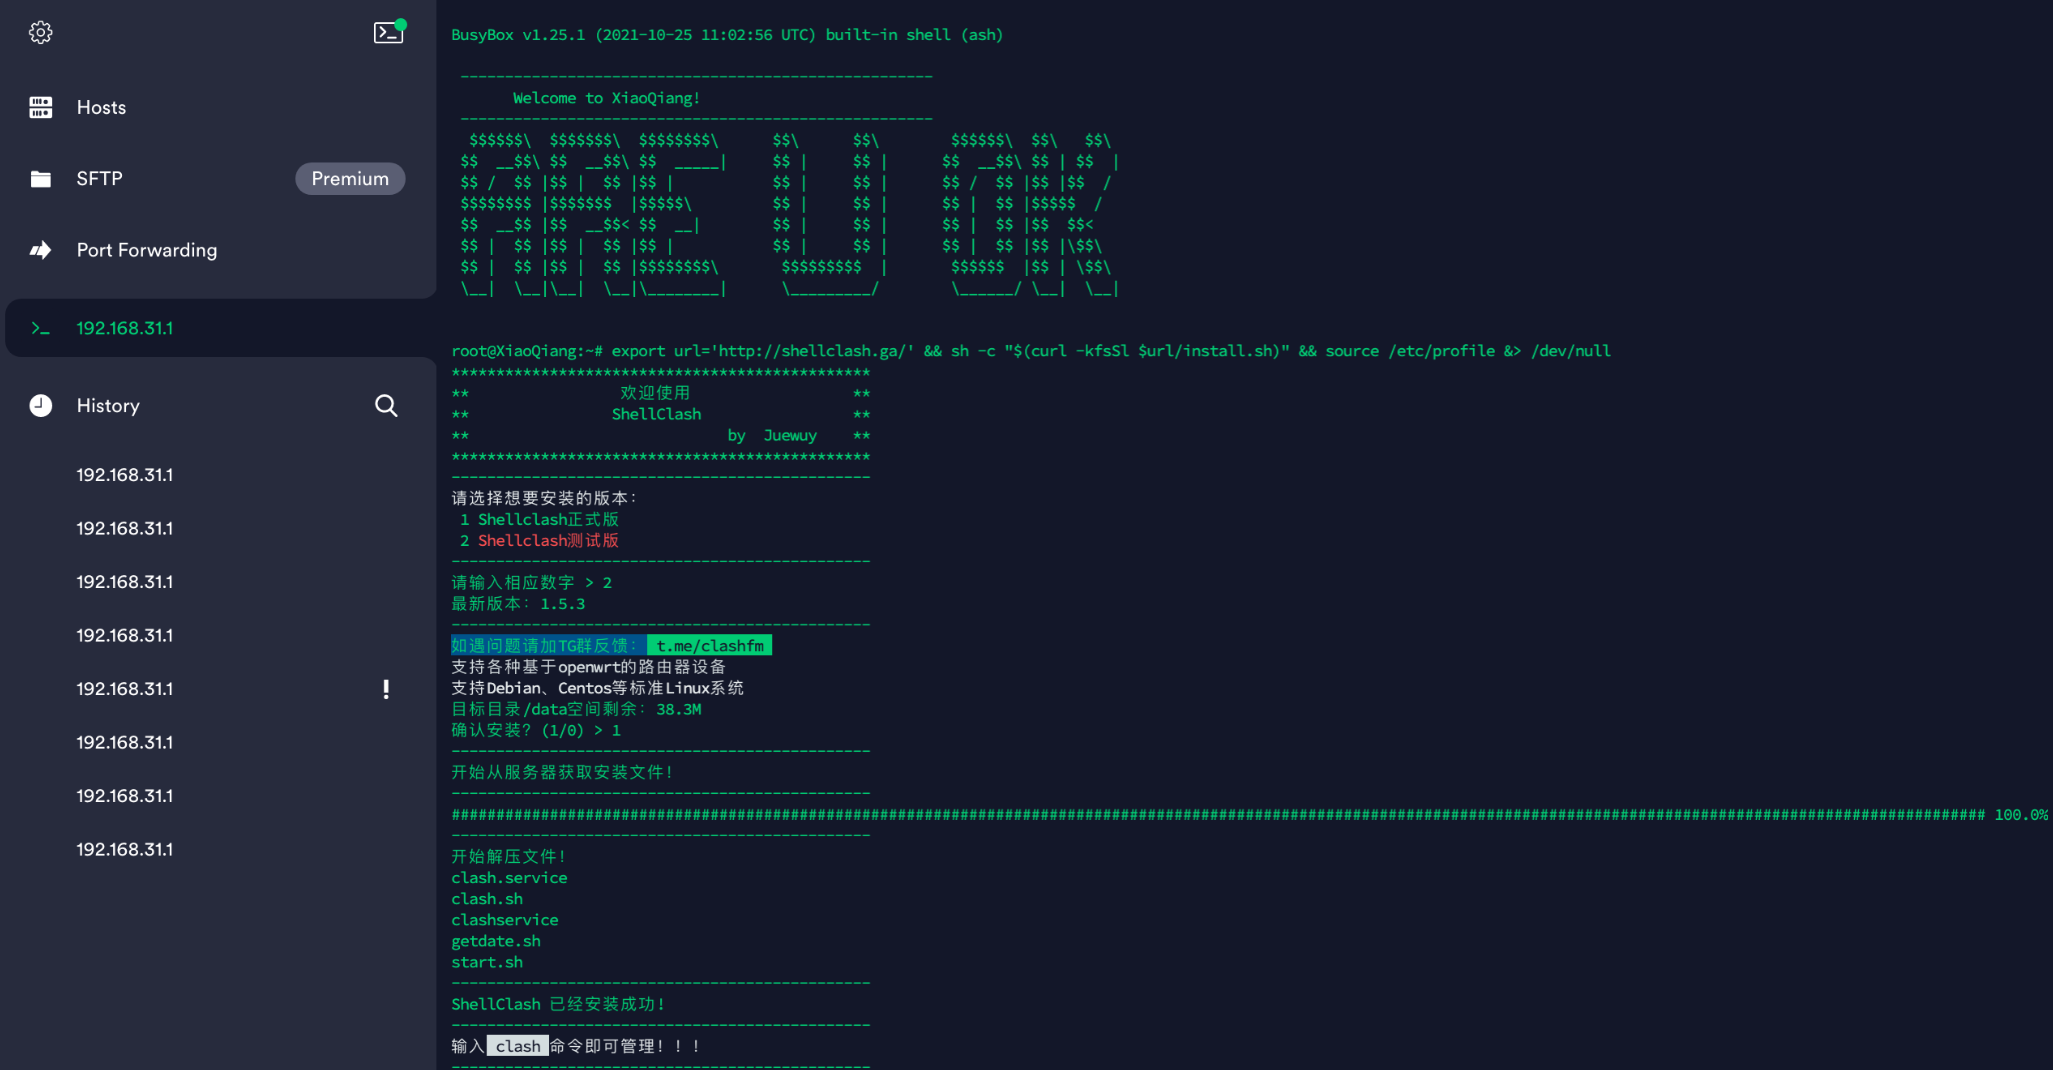 Hosts
SFTP
Premium
Port Forwarding
192.168.31.1
History
192.168.31.1
192.168.31.1
192.168.31.1
192.168.31.1
192.168.31.1 !
192.168.31.1
192.168.31.1
192.168.31.1
BusyBox v1.25.1 (2021-10-25 11:02:56 UTC) built-in shell (ash)
-----------------------------------------------------
Welcome to XiaoQiang!
-----------------------------------------------------
 $$$$$$\  $$$$$$$\  $$$$$$$$\      $$\      $$\        $$$$$$\  $$\   $$\
$$  __$$\ $$  __$$\ $$  _____|     $$ |     $$ |      $$  __$$\ $$ | $$  |
$$ /  $$ |$$ |  $$ |$$ |           $$ |     $$ |      $$ /  $$ |$$ |$$  /
$$$$$$$$ |$$$$$$$  |$$$$$\         $$ |     $$ |      $$ |  $$ |$$$$$  /
$$  __$$ |$$  __$$< $$  __|        $$ |     $$ |      $$ |  $$ |$$  $$<
$$ |  $$ |$$ |  $$ |$$ |           $$ |     $$ |      $$ |  $$ |$$ |\$$\
$$ |  $$ |$$ |  $$ |$$$$$$$$\       $$$$$$$$$  |       $$$$$$  |$$ | \$$\
\__|  \__|\__|  \__|\________|      \_________/        \______/ \__|  \__|
root@XiaoQiang:~# export url='http://shellclash.ga/' && sh -c "$(curl -kfsSl $url/install.sh)" && source /etc/profile &> /dev/null
***********************************************
** 欢迎使用 **
** ShellClash **
** by Juewuy **
***********************************************
-----------------------------------------------
请选择想要安装的版本：
1 Shellclash正式版
2 Shellclash测试版
-----------------------------------------------
请输入相应数字 > 2
最新版本：1.5.3
-----------------------------------------------
如遇问题请加TG群反馈： t.me/clashfm
支持各种基于openwrt的路由器设备
支持Debian、Centos等标准Linux系统
目标目录/data空间剩余：38.3M
确认安装？(1/0) > 1
-----------------------------------------------
开始从服务器获取安装文件！
-----------------------------------------------
############################################################################################################################################################################ 100.0%
-----------------------------------------------
开始解压文件！
clash.service
clash.sh
clashservice
getdate.sh
start.sh
-----------------------------------------------
ShellClash 已经安装成功!
-----------------------------------------------
输入 clash 命令即可管理！！！
-----------------------------------------------